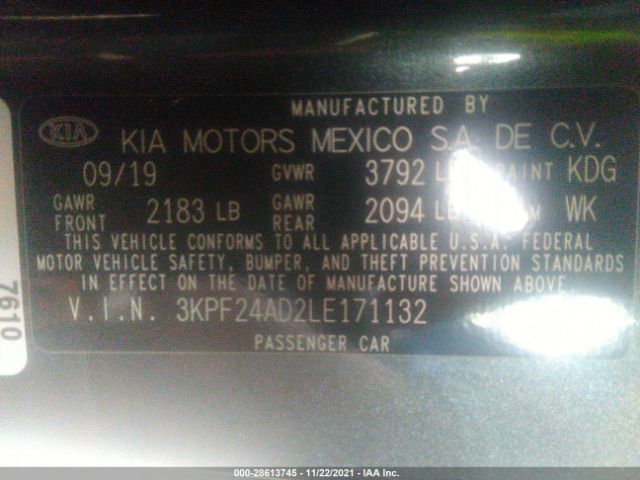 MANUFACTURED BY
KIA KIA MOTORS MEXICO S.A. DE C.V.
09/19 GVWR 3792 PAINT KDG
GAWR FRONT 2183 LB GAWR REAR 2094 LB WK
THIS VEHICLE CONFORMS TO ALL APPLICABLE U.S.A. FEDERAL
MOTOR VEHICLE SAFETY, BUMPER, AND THEFT PREVENTION STANDARDS
IN EFFECT ON THE DATE OF MANUFACTURE SHOWN ABOVE.
V.I.N. 3KPF24AD2LE171132
PASSENGER CAR
7610
000-28613745 - 11/22/2021 - IAA Inc.